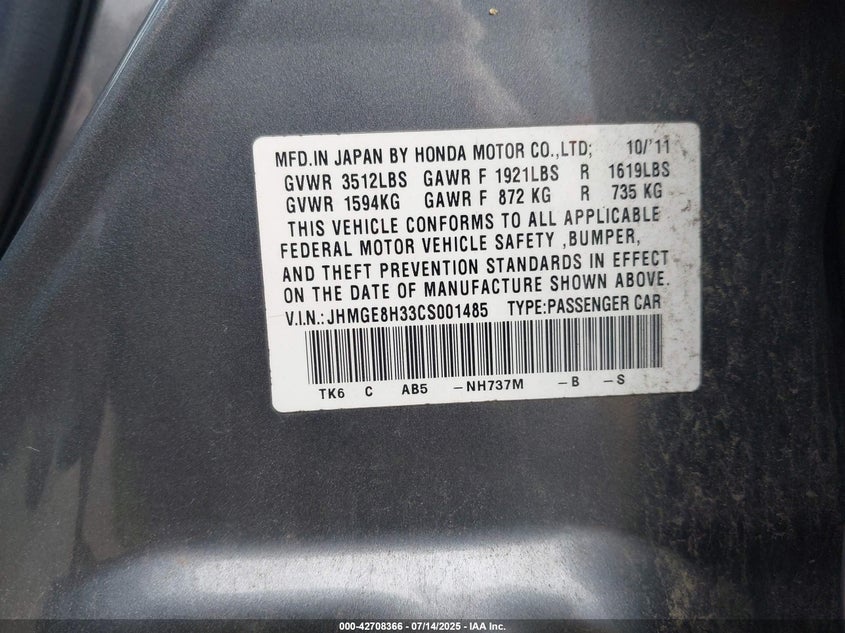 MFD.IN JAPAN BY HONDA MOTOR CO.,LTD; 10/'11
GVWR 3512LBS GAWR F 1921LBS R 1619LBS
GVWR 1594KG GAWR F 872 KG R 735 KG
THIS VEHICLE CONFORMS TO ALL APPLICABLE
FEDERAL MOTOR VEHICLE SAFETY ,BUMPER,
AND THEFT PREVENTION STANDARDS IN EFFECT
ON THE DATE OF MANUFACTURE SHOWN ABOVE.
V.I.N.: JHMGE8H33CS001485 TYPE:PASSENGER CAR
TK6 C AB5 -NH737M -B -S
000-42708366 - 07/14/2025 - IAA Inc.